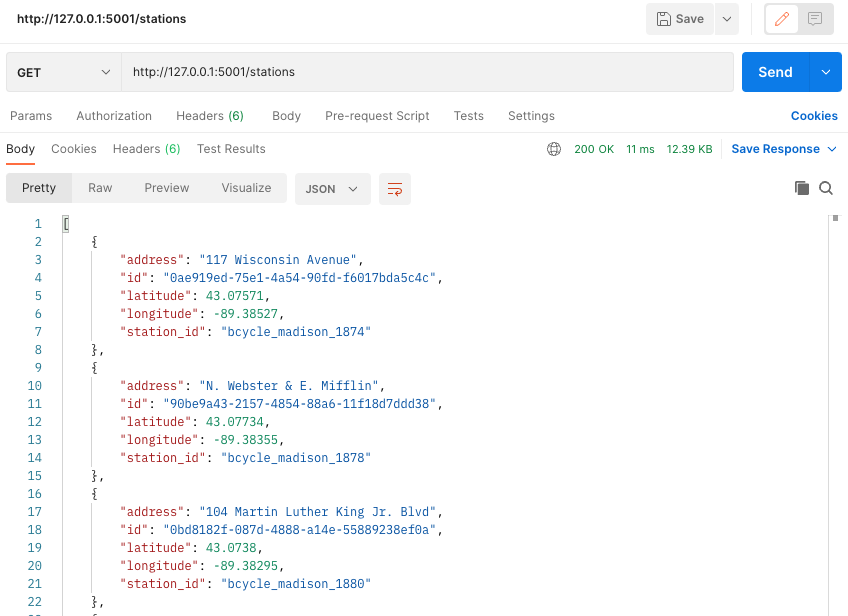 http://127.0.0.1:5001/stations
Save
GET http://127.0.0.1:5001/stations Send
Params Authorization Headers (6) Body Pre-request Script Tests Settings Cookies
Body Cookies Headers (6) Test Results 200 OK 11 ms 12.39 KB Save Response
Pretty Raw Preview Visualize JSON
1 [
2 {
3 "address": "117 Wisconsin Avenue",
4 "id": "0ae919ed-75e1-4a54-90fd-f6017bda5c4c",
5 "latitude": 43.07571,
6 "longitude": -89.38527,
7 "station_id": "bcycle_madison_1874"
8 },
9 {
10 "address": "N. Webster & E. Mifflin",
11 "id": "90be9a43-2157-4854-88a6-11f18d7ddd38",
12 "latitude": 43.07734,
13 "longitude": -89.38355,
14 "station_id": "bcycle_madison_1878"
15 },
16 {
17 "address": "104 Martin Luther King Jr. Blvd",
18 "id": "0bd8182f-087d-4888-a14e-55889238ef0a",
19 "latitude": 43.0738,
20 "longitude": -89.38295,
21 "station_id": "bcycle_madison_1880"
22 },